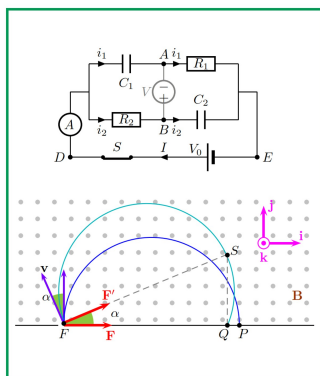 i₁ A i₁
C₁ R₁
V
A
R₂ C₂
i₂ B i₂
D S I V₀ E
j
S i
k
v
α F′ B
α
F F Q P